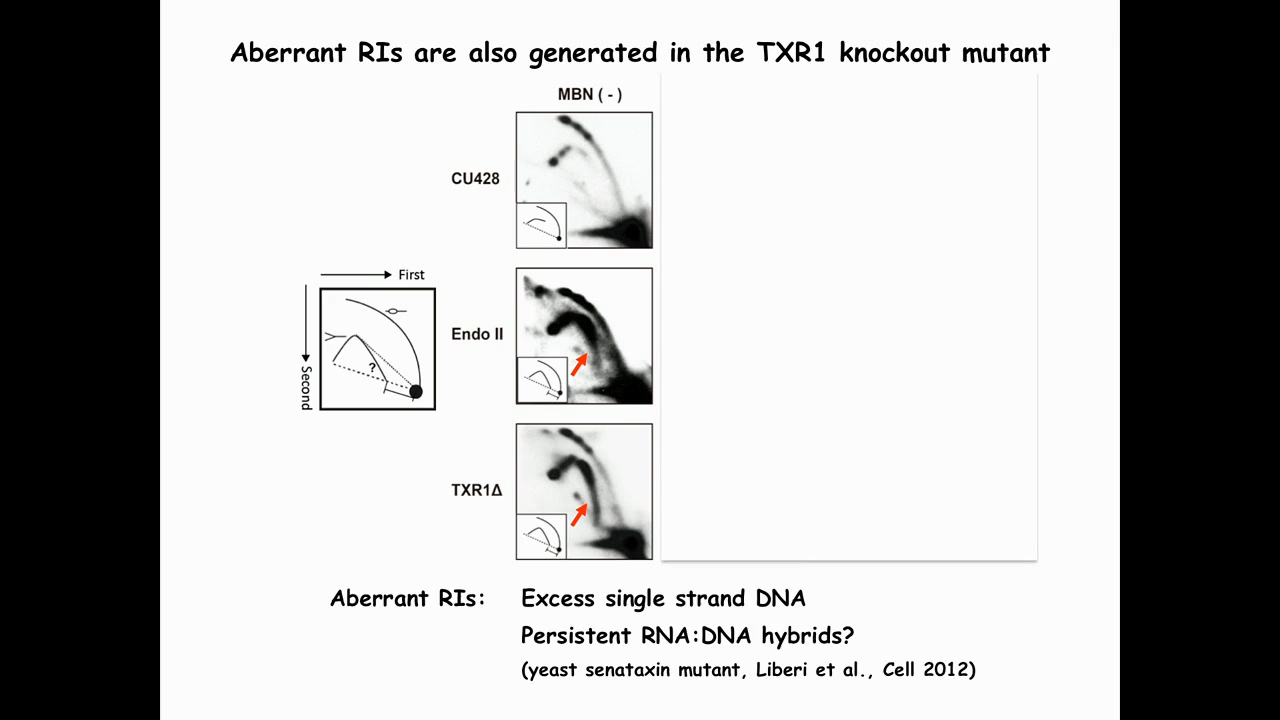 Aberrant RIs are also generated in the TXR1 knockout mutant
MBN ( - )
CU428
First
Second
?
Endo II
TXR1Δ
Aberrant RIs: Excess single strand DNA
Persistent RNA:DNA hybrids?
(yeast senataxin mutant, Liberi et al., Cell 2012)